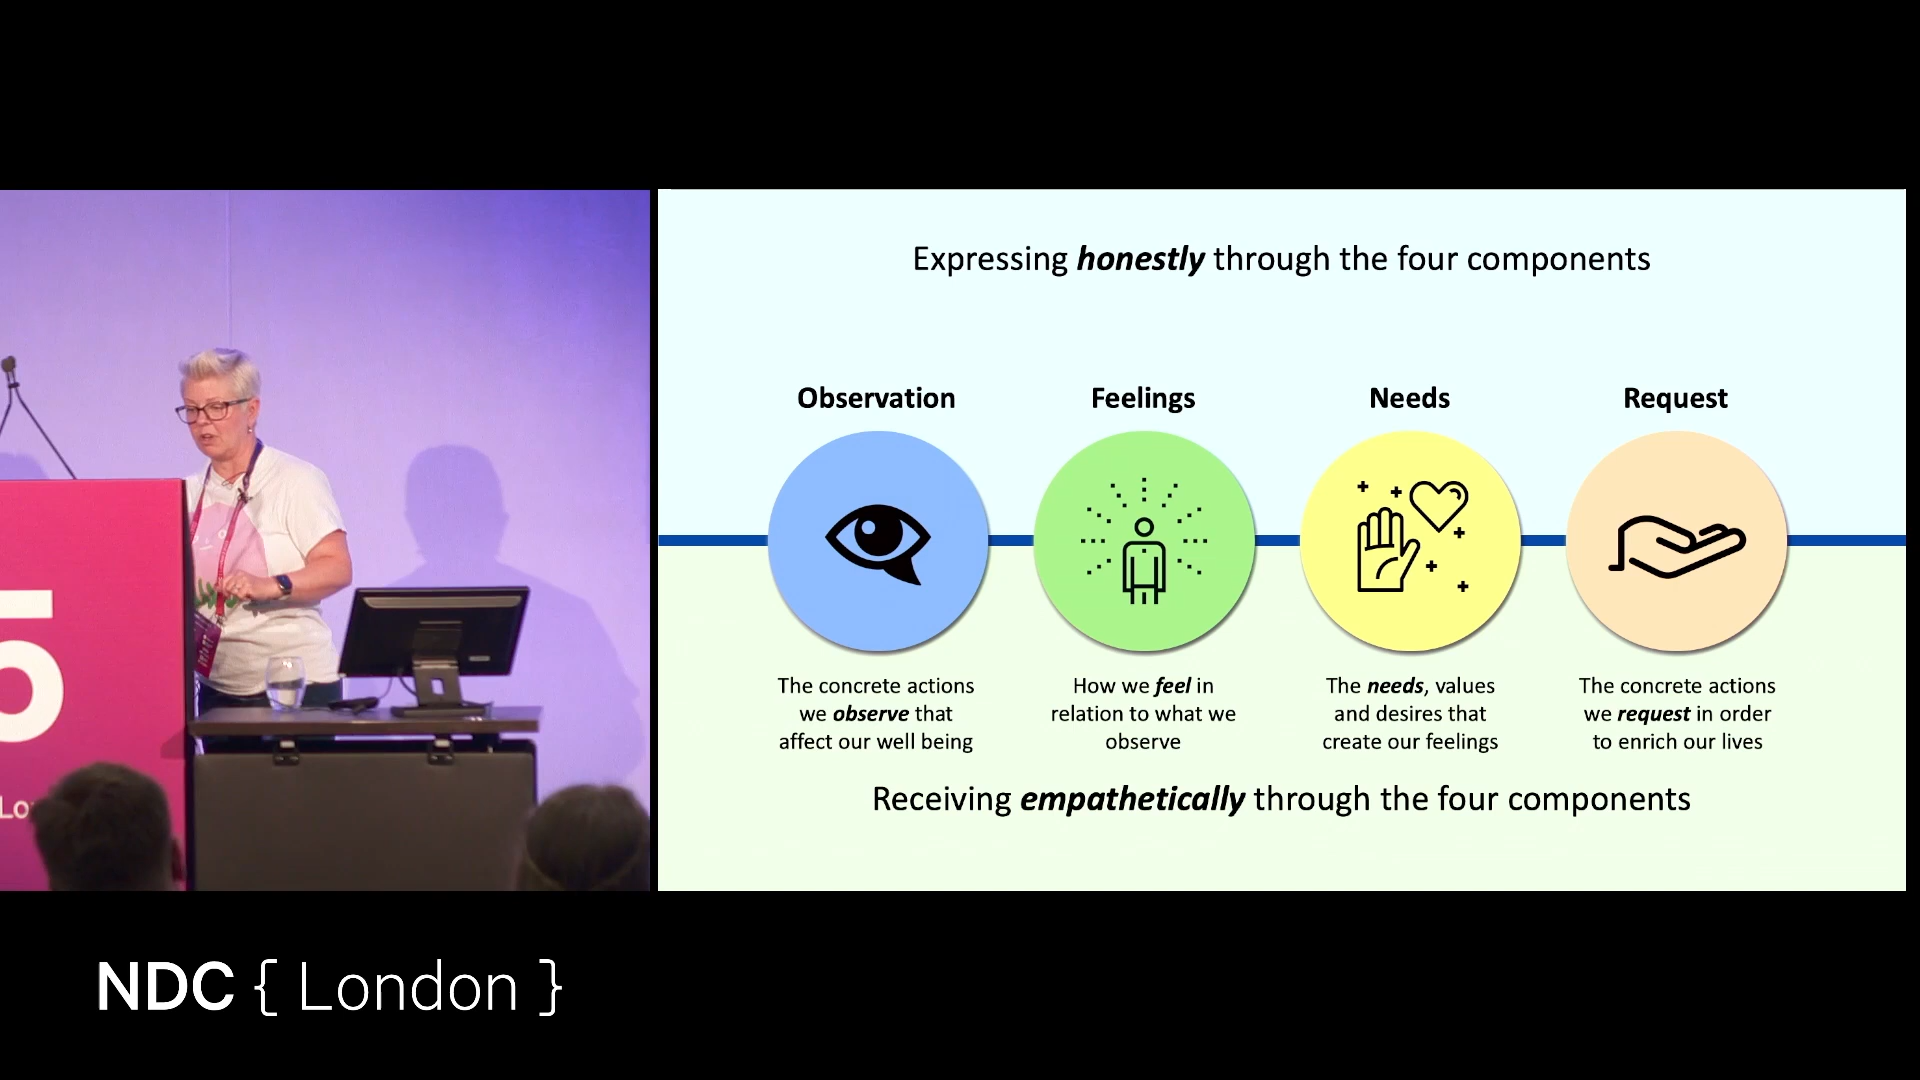 Expressing honestly through the four components
Observation
Feelings
Needs
Request
The concrete actions
we observe that
affect our well being
How we feel in
relation to what we
observe
The needs, values
and desires that
create our feelings
The concrete actions
we request in order
to enrich our lives
Receiving empathetically through the four components
5
Lo
NDC { London }